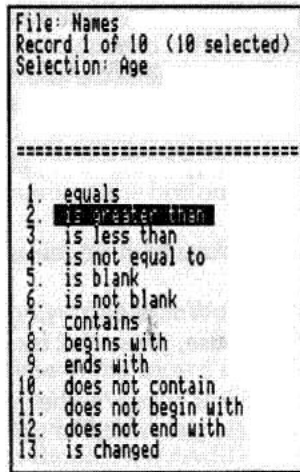 File: Names
Record 1 of 10 (10 selected)
Selection: Age
==============================
1. equals
2. is greater than
3. is less than
4. is not equal to
5. is blank
6. is not blank
7. contains
8. begins with
9. ends with
10. does not contain
11. does not begin with
12. does not end with
13. is changed